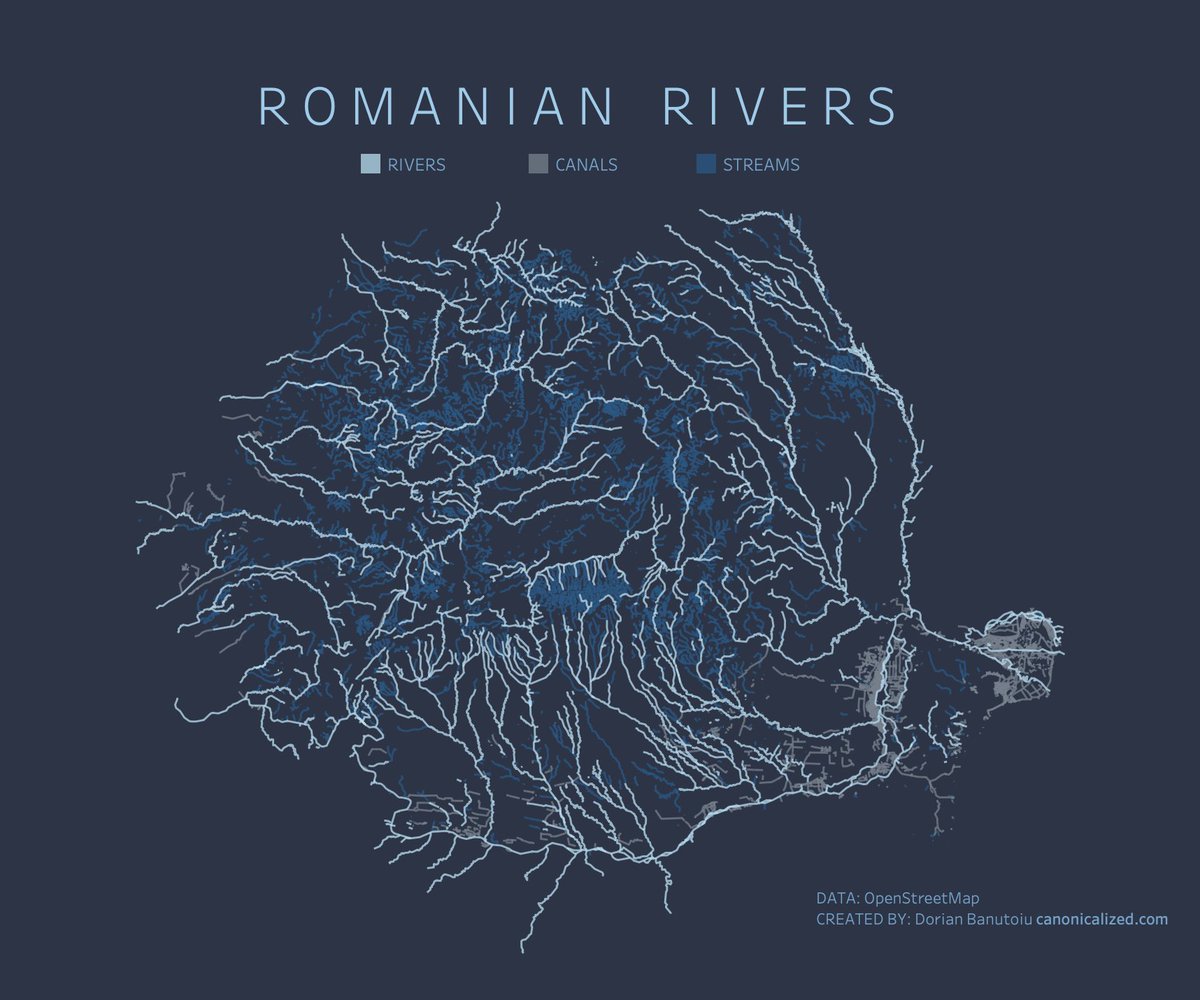 ROMANIAN RIVERS
RIVERS CANALS STREAMS
DATA: OpenStreetMap
CREATED BY: Dorian Banutoiu canonicalized.com